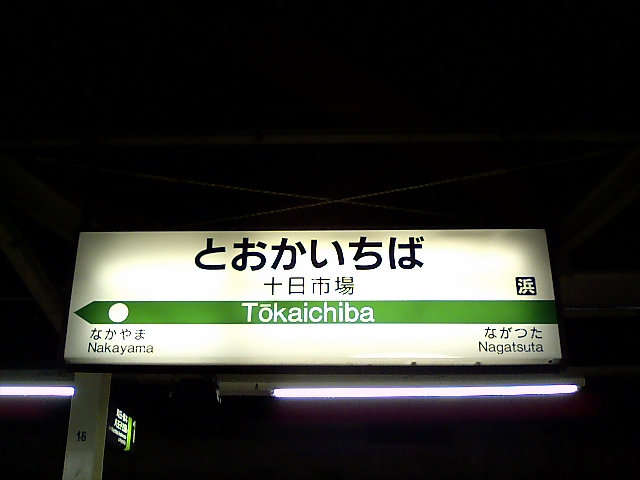 とおかいちば
十日市場
浜
Tōkaichiba
なかやま
Nakayama
ながつた
Nagatsuta
16